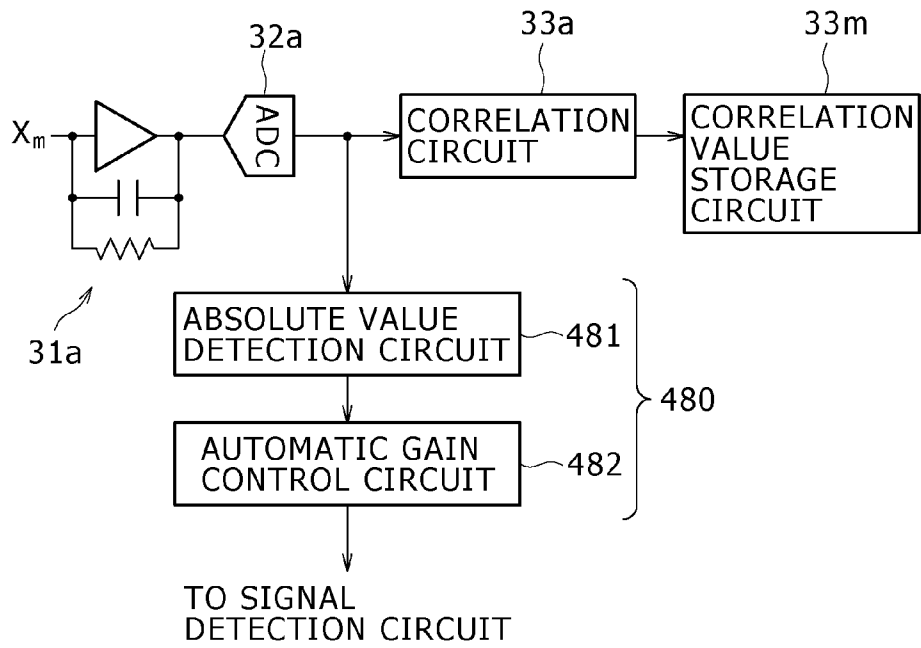 32a
33a
33m
Xm
ADC
CORRELATION
CIRCUIT
CORRELATION
VALUE
STORAGE
CIRCUIT
31a
ABSOLUTE VALUE
DETECTION CIRCUIT
481
480
AUTOMATIC GAIN
CONTROL CIRCUIT
482
TO SIGNAL
DETECTION CIRCUIT